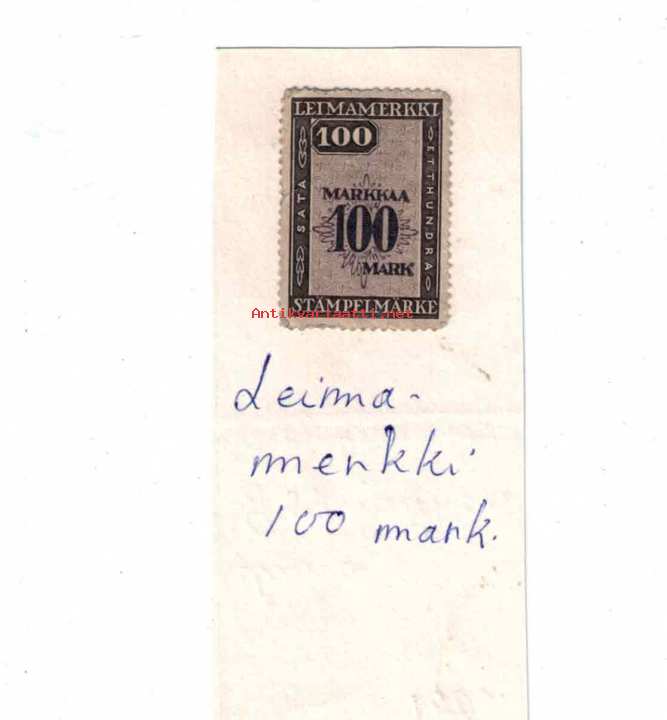 LEIMAMERKKI
100
SATA
ETTHUNDRA
MARKKAA
100
MARK
STÄMPELMÄRKE
Antikvariaatti.net
Leima-
merkki
100 mark.